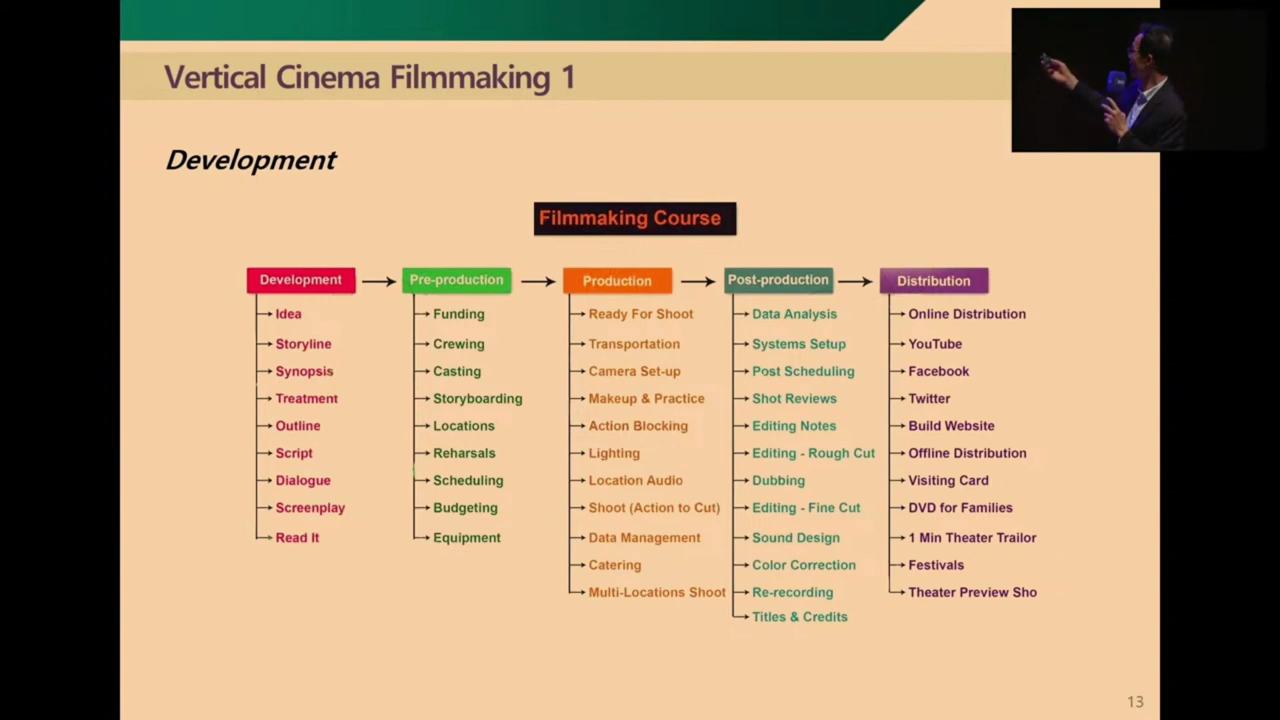 Vertical Cinema Filmmaking 1
Development
Filmmaking Course
Development
Idea
Storyline
Synopsis
Treatment
Outline
Script
Dialogue
Screenplay
Read It
Pre-production
Funding
Crewing
Casting
Storyboarding
Locations
Reharsals
Scheduling
Budgeting
Equipment
Production
Ready For Shoot
Transportation
Camera Set-up
Makeup & Practice
Action Blocking
Lighting
Location Audio
Shoot (Action to Cut)
Data Management
Catering
Multi-Locations Shoot
Post-production
Data Analysis
Systems Setup
Post Scheduling
Shot Reviews
Editing Notes
Editing - Rough Cut
Dubbing
Editing - Fine Cut
Sound Design
Color Correction
Re-recording
Titles & Credits
Distribution
Online Distribution
YouTube
Facebook
Twitter
Build Website
Offline Distribution
Visiting Card
DVD for Families
1 Min Theater Trailor
Festivals
Theater Preview Sho
13